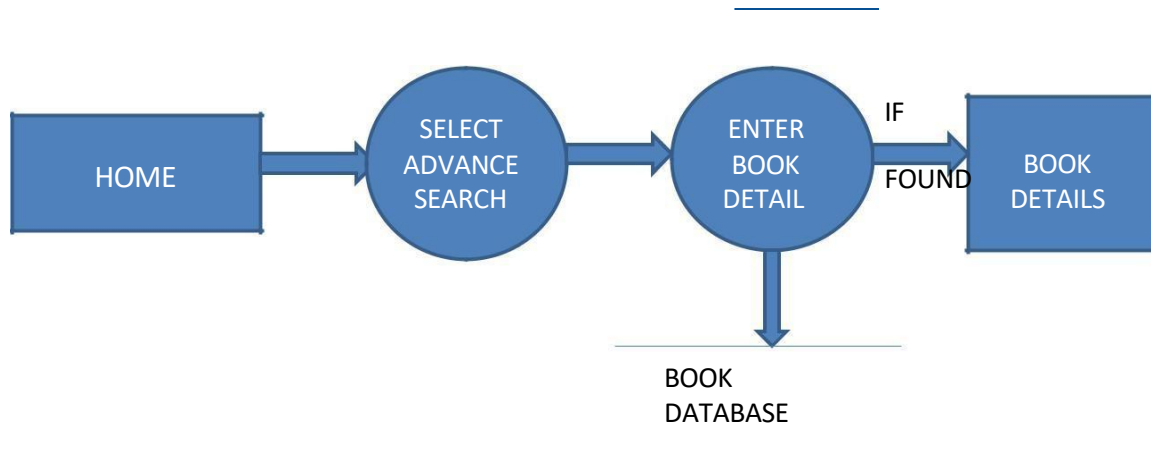 HOME
SELECT
ADVANCE
SEARCH
ENTER
BOOK
DETAIL
IF
FOUND
BOOK
DETAILS
BOOK
DATABASE